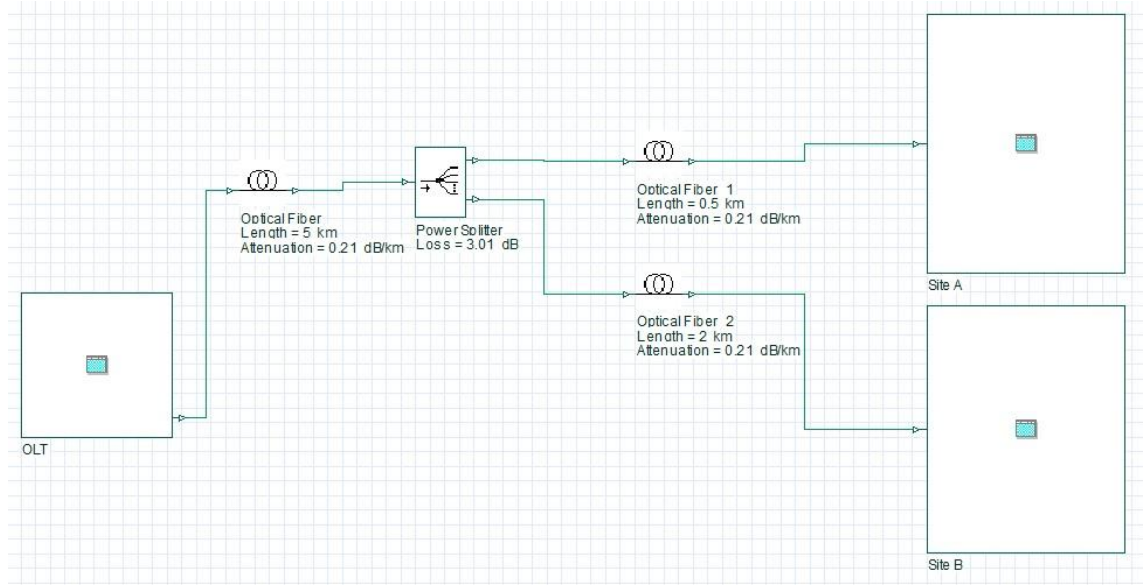 Optical Fiber
Length = 5 km
Attenuation = 0.21 dB/km
Power Splitter
Loss = 3.01 dB
Optical Fiber 1
Length = 0.5 km
Attenuation = 0.21 dB/km
Site A
Optical Fiber 2
Length = 2 km
Attenuation = 0.21 dB/km
OLT
Site B